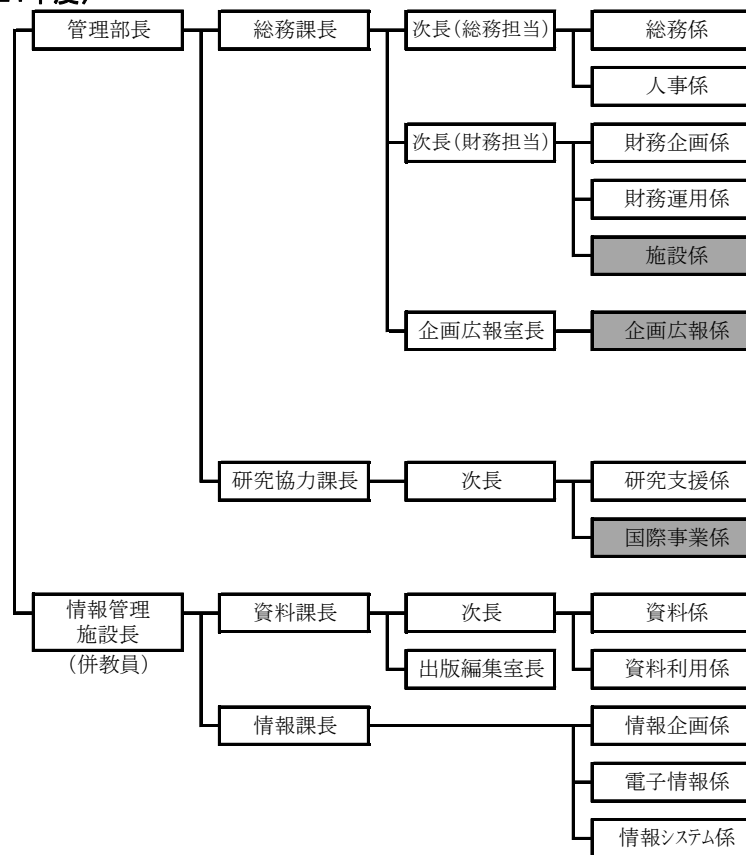 管理部長
総務課長
次長（総務担当）
総務係
人事係
次長（財務担当）
財務企画係
財務運用係
施設係
企画広報室長
企画広報係
研究協力課長
次長
研究支援係
国際事業係
情報管理
施設長
（併教員）
資料課長
次長
資料係
出版編集室長
資料利用係
情報課長
情報企画係
電子情報係
情報システム係